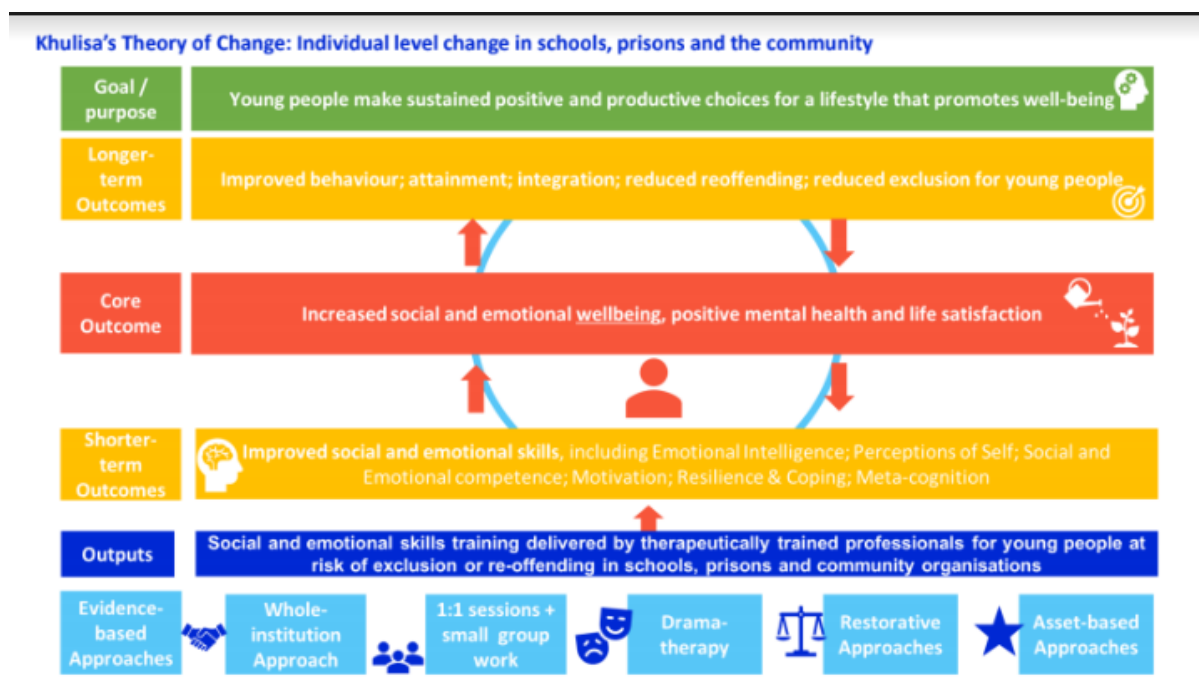 Khulisa's Theory of Change: Individual level change in schools, prisons and the community
Goal /
purpose
Young people make sustained positive and productive choices for a lifestyle that promotes well-being
Longer-
term
Outcomes
Improved behaviour; attainment; integration; reduced reoffending; reduced exclusion for young people
Core
Outcome
Increased social and emotional wellbeing, positive mental health and life satisfaction
Shorter-
term
Outcomes
Improved social and emotional skills, including Emotional Intelligence; Perceptions of Self; Social and
Emotional competence; Motivation; Resilience & Coping; Meta-cognition
Outputs
Social and emotional skills training delivered by therapeutically trained professionals for young people at
risk of exclusion or re-offending in schools, prisons and community organisations
Evidence-
based
Approaches
Whole-
institution
Approach
1:1 sessions +
small group
work
Drama-
therapy
Restorative
Approaches
Asset-based
Approaches